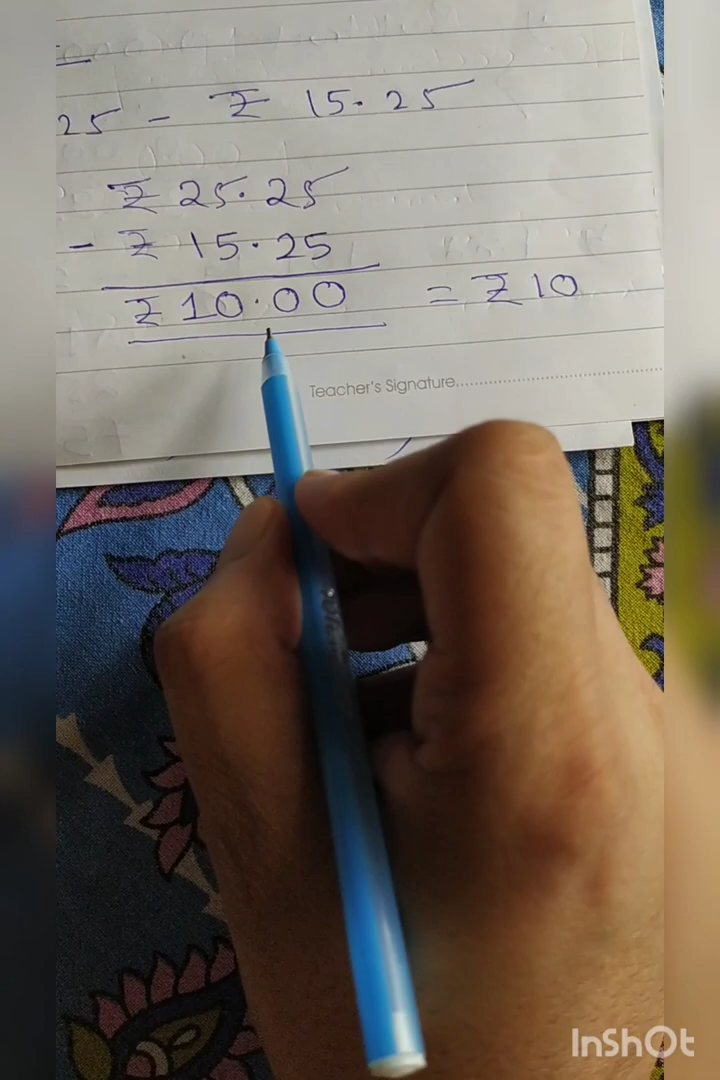 25 - ₹ 15.25
₹ 25.25
- ₹ 15.25
₹ 10.00 = ₹ 10
Teacher's Signature
InShOt